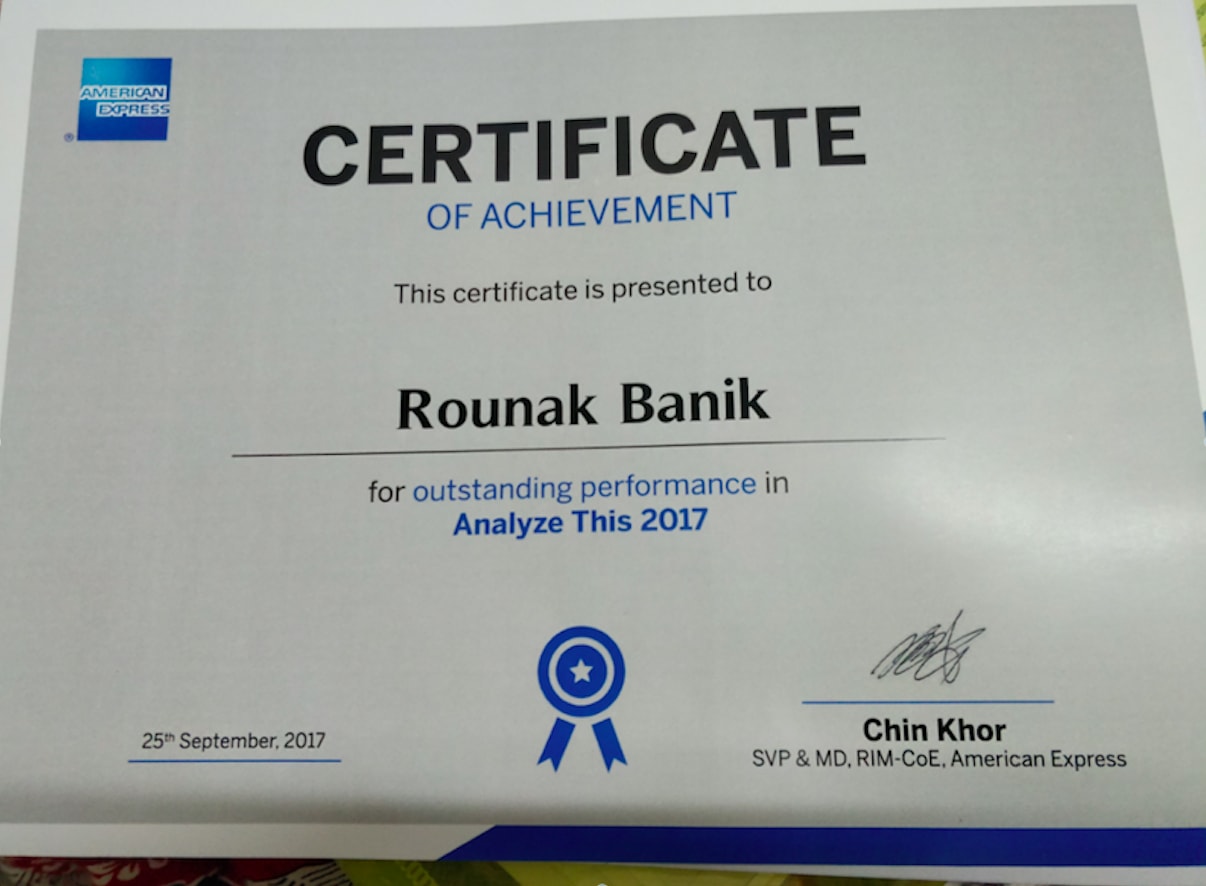 AMERICAN
EXPRESS
®
CERTIFICATE
OF ACHIEVEMENT
This certificate is presented to
Rounak Banik
for outstanding performance in
Analyze This 2017
25th September, 2017
Chin Khor
SVP & MD, RIM-CoE, American Express